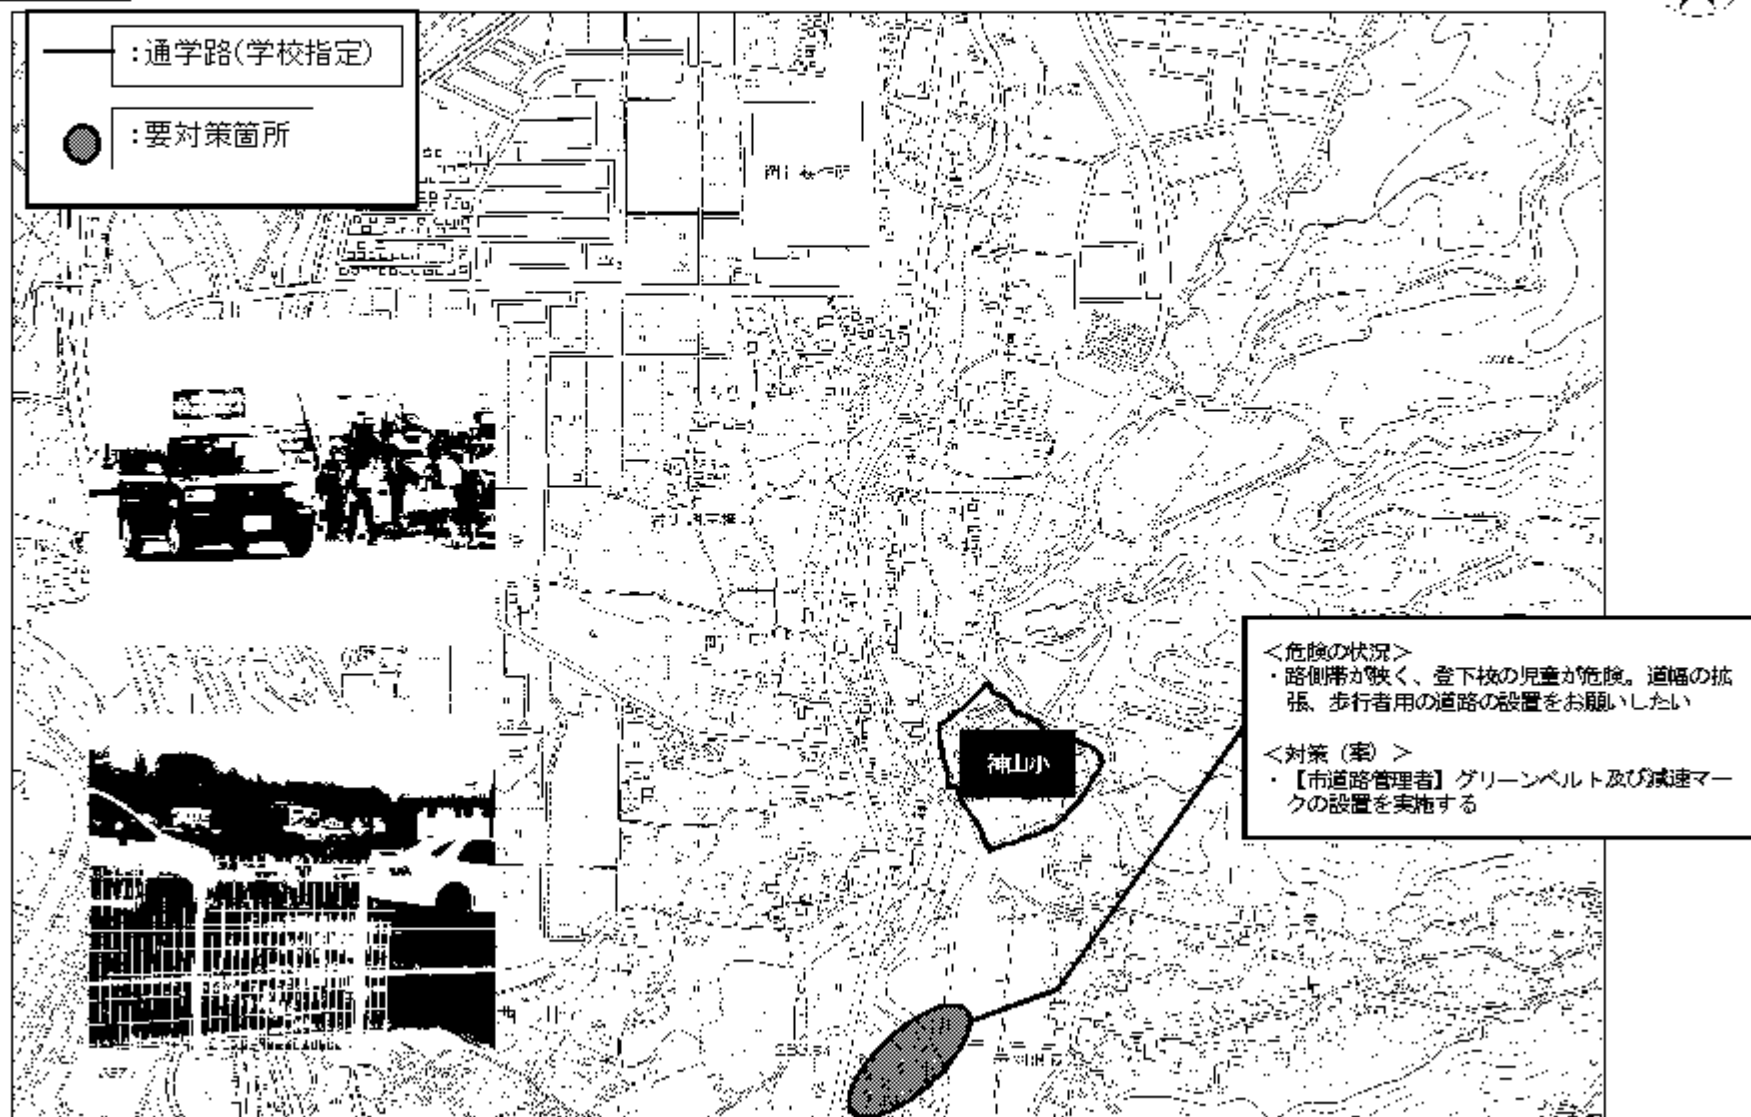 ：通学路(学校指定)
：要対策箇所
神山小
＜危険の状況＞
・路側帯が狭く、登下校の児童が危険。道幅の拡
張、歩行者用の道路の設置をお願いしたい
＜対策（案）＞
・【市道路管理者】グリーンベルト及び減速マー
クの設置を実施する